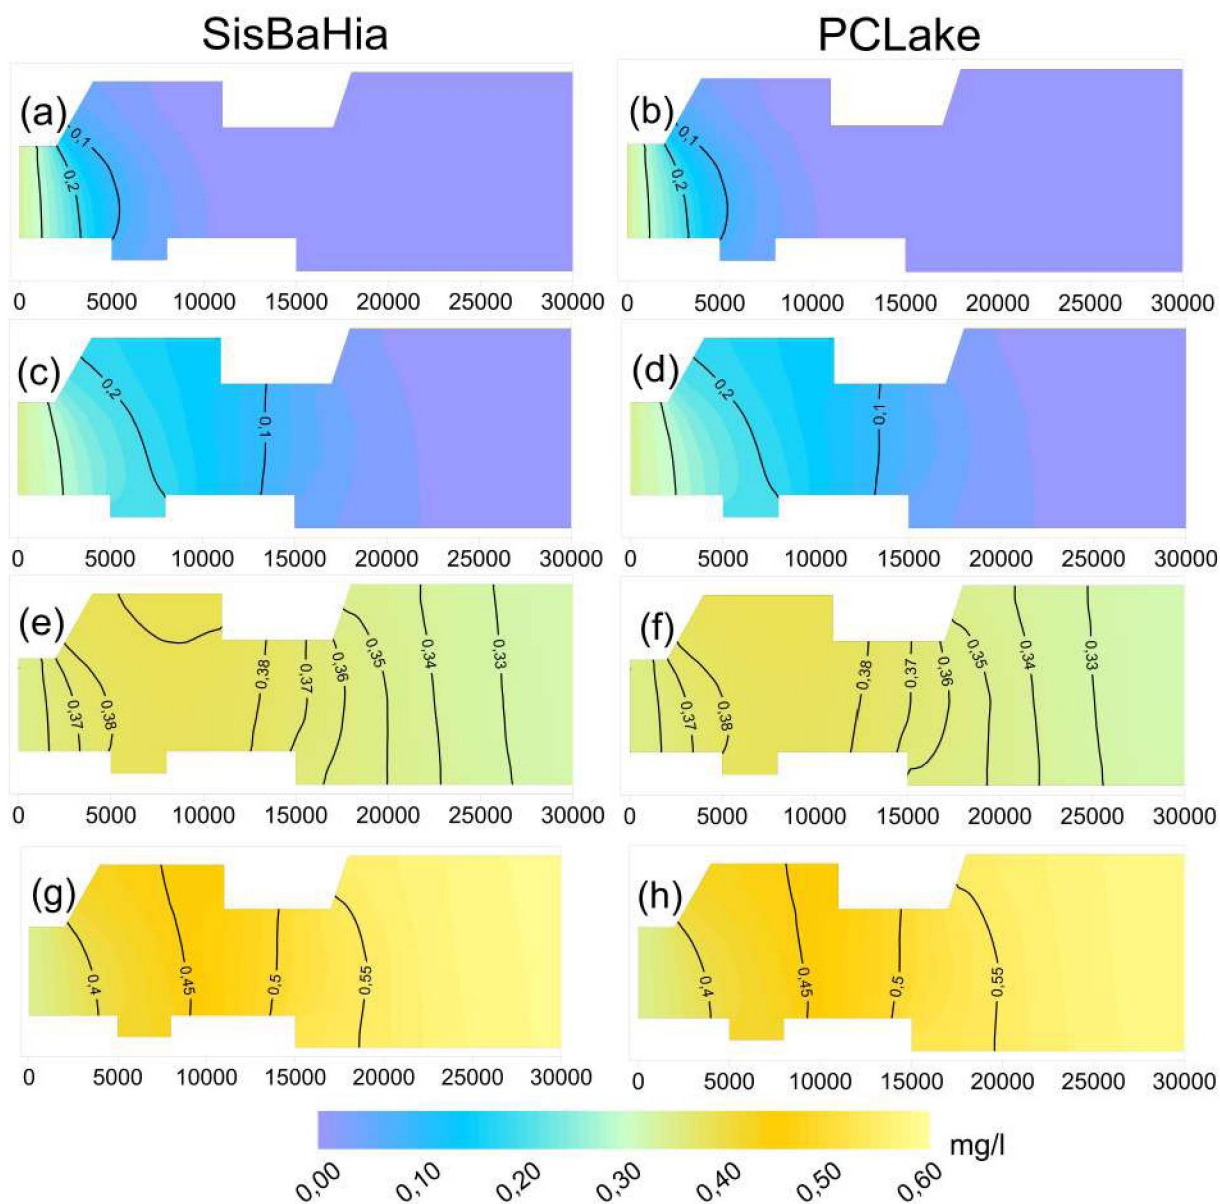 SisBaHia PCLake
(a) 0,1 0,2 (b) 0,1 0,2
0 5000 10000 15000 20000 25000 30000 0 5000 10000 15000 20000 25000 30000
(c) 0,2 0,1 (d) 0,2 0,1
0 5000 10000 15000 20000 25000 30000 0 5000 10000 15000 20000 25000 30000
(e) 0,37 0,38 0,38 0,37 0,36 0,35 0,34 0,33 (f) 0,37 0,38 0,38 0,37 0,36 0,35 0,34 0,33
0 5000 10000 15000 20000 25000 30000 0 5000 10000 15000 20000 25000 30000
(g) 0,4 0,45 0,5 0,55 (h) 0,4 0,45 0,5 0,55
0 5000 10000 15000 20000 25000 30000 0 5000 10000 15000 20000 25000 30000
mg/l
0,00 0,10 0,20 0,30 0,40 0,50 0,60